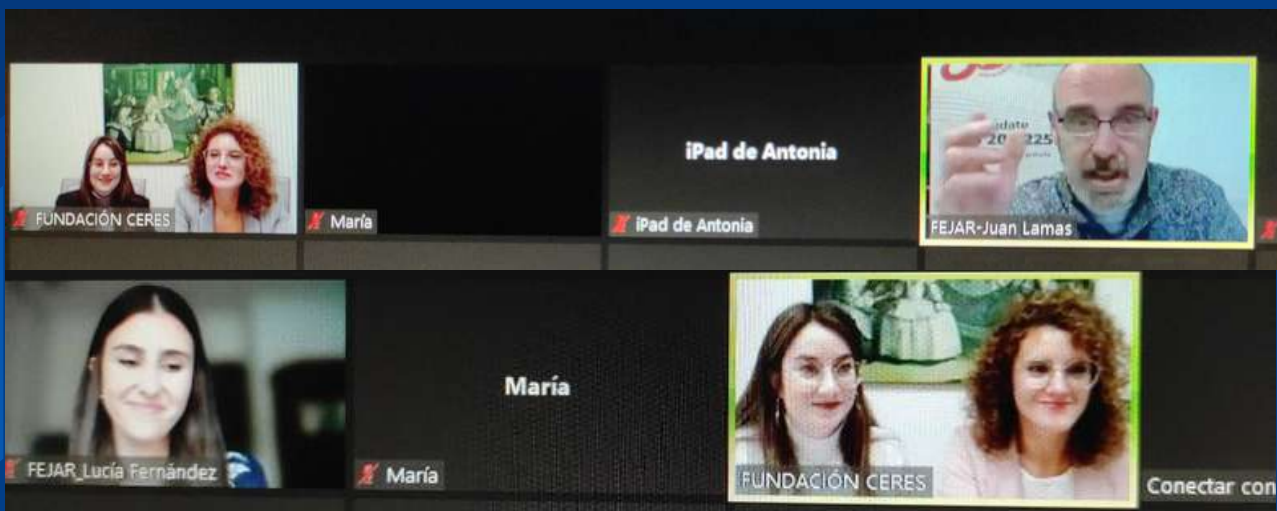 FUNDACIÓN CERES
María
iPad de Antonia
iPad de Antonia
225
FEJAR-Juan Lamas
FEJAR_Lucía Fernández
María
María
FUNDACIÓN CERES
Conectar con